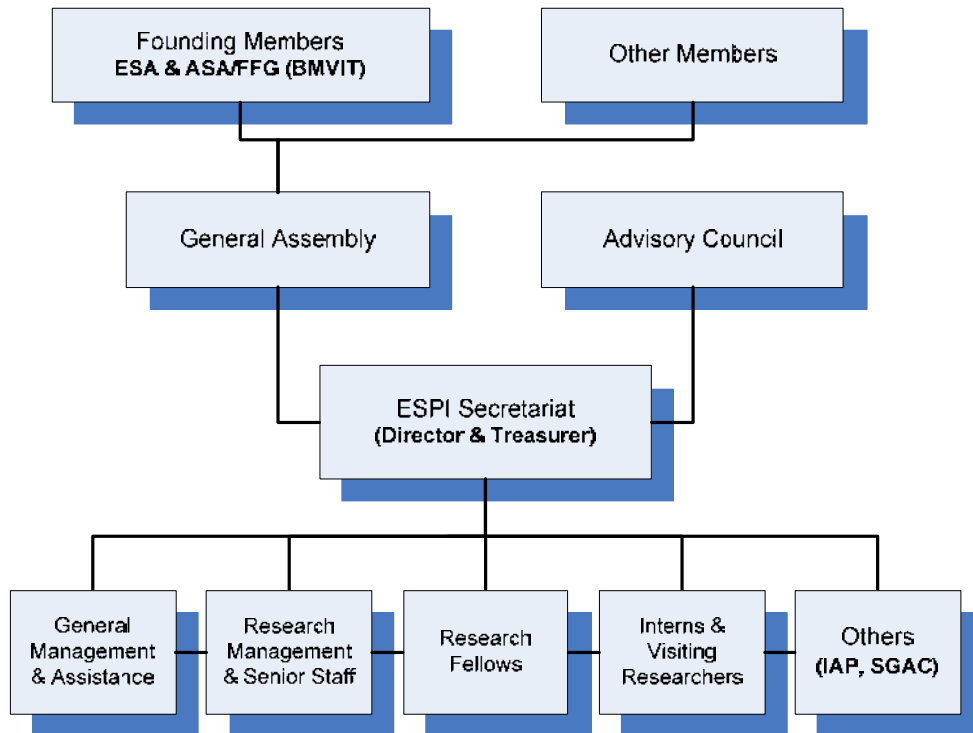 Founding Members
ESA & ASA/FFG (BMVIT)
Other Members
General Assembly
Advisory Council
ESPI Secretariat
(Director & Treasurer)
General
Management
& Assistance
Research
Management
& Senior Staff
Research
Fellows
Interns &
Visiting
Researchers
Others
(IAP, SGAC)